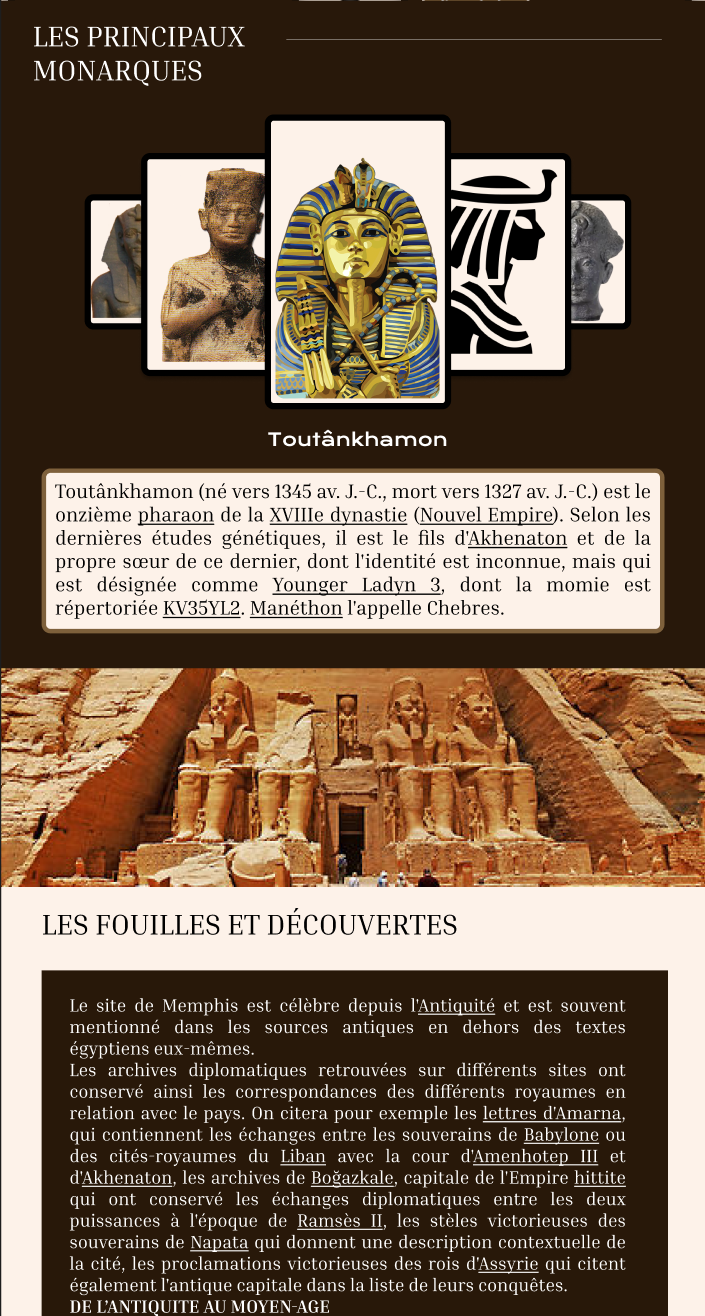 LES PRINCIPAUX
MONARQUES
Toutânkhamon
Toutânkhamon (né vers 1345 av. J.-C., mort vers 1327 av. J.-C.) est le
onzième pharaon de la XVIIIe dynastie (Nouvel Empire). Selon les
dernières études génétiques, il est le fils d'Akhenaton et de la
propre sœur de ce dernier, dont l'identité est inconnue, mais qui
est désignée comme Younger Ladyn 3, dont la momie est
répertoriée KV35YL2. Manéthon l'appelle Chebres.
LES FOUILLES ET DÉCOUVERTES
Le site de Memphis est célèbre depuis l'Antiquité et est souvent
mentionné dans les sources antiques en dehors des textes
égyptiens eux-mêmes.
Les archives diplomatiques retrouvées sur différents sites ont
conservé ainsi les correspondances des différents royaumes en
relation avec le pays. On citera pour exemple les lettres d'Amarna,
qui contiennent les échanges entre les souverains de Babylone ou
des cités-royaumes du Liban avec la cour d'Amenhotep III et
d'Akhenaton, les archives de Boğazkale, capitale de l'Empire hittite
qui ont conservé les échanges diplomatiques entre les deux
puissances à l'époque de Ramsès II, les stèles victorieuses des
souverains de Napata qui donnent une description contextuelle de
la cité, les proclamations victorieuses des rois d'Assyrie qui citent
également l'antique capitale dans la liste de leurs conquêtes.
DE L'ANTIQUITE AU MOYEN-AGE